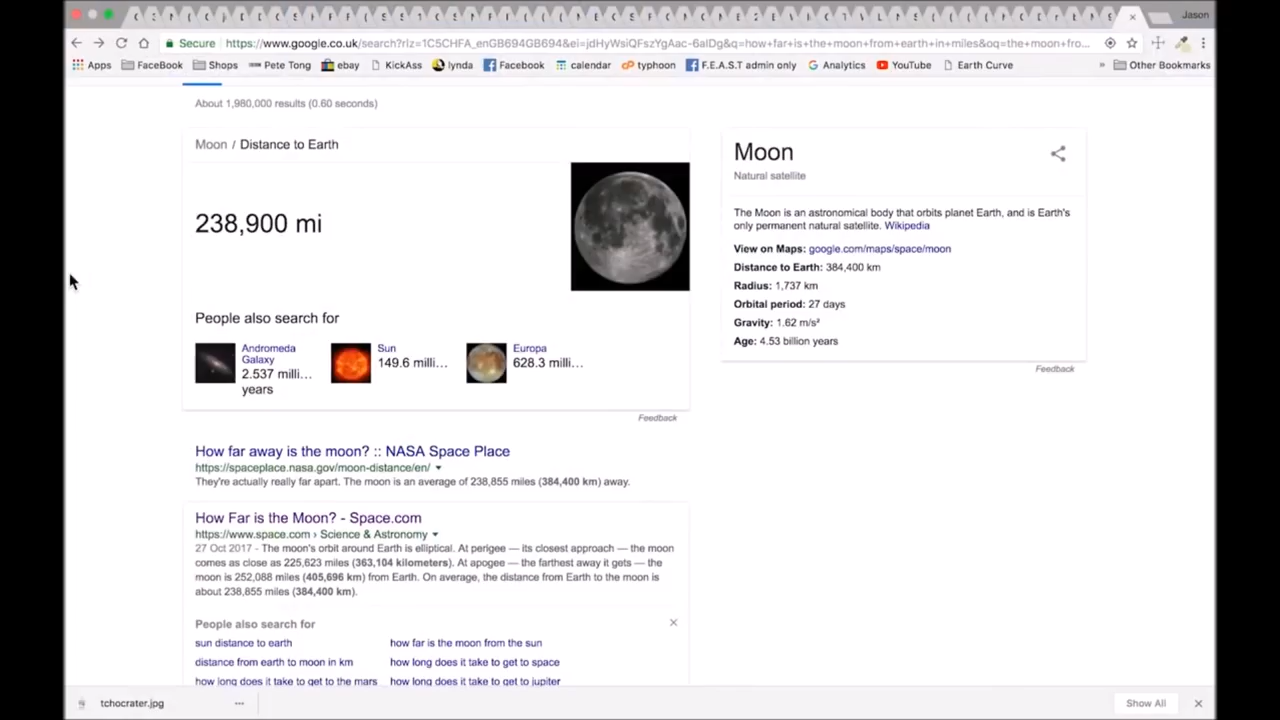 Jason
Secure https://www.google.co.uk/search?rlz=1C5CHFA_enGB694GB694&ei=jdHyWsiQFszYgAac-6aIDg&q=how+far+is+the+moon+from+earth+in+miles&oq=the+moon+fro...
Apps FaceBook Shops Pete Tong ebay KickAss lynda Facebook calendar typhoon F.E.A.S.T admin only Analytics YouTube Earth Curve » Other Bookmarks
About 1,980,000 results (0.60 seconds)
Moon / Distance to Earth
238,900 mi
People also search for
Andromeda
Galaxy
2.537 milli...
years
Sun
149.6 milli...
Europa
628.3 milli...
Feedback
Moon
Natural satellite
The Moon is an astronomical body that orbits planet Earth, and is Earth's
only permanent natural satellite. Wikipedia
View on Maps: google.com/maps/space/moon
Distance to Earth: 384,400 km
Radius: 1,737 km
Orbital period: 27 days
Gravity: 1.62 m/s²
Age: 4.53 billion years
Feedback
How far away is the moon? :: NASA Space Place
https://spaceplace.nasa.gov/moon-distance/en/
They're actually really far apart. The moon is an average of 238,855 miles (384,400 km) away.
How Far is the Moon? - Space.com
https://www.space.com › Science & Astronomy
27 Oct 2017 - The moon's orbit around Earth is elliptical. At perigee — its closest approach — the moon
comes as close as 225,623 miles (363,104 kilometers). At apogee — the farthest away it gets — the
moon is 252,088 miles (405,696 km) from Earth. On average, the distance from Earth to the moon is
about 238,855 miles (384,400 km).
People also search for
sun distance to earth
how far is the moon from the sun
distance from earth to moon in km
how long does it take to get to space
how long does it take to get to the mars
how long does it take to get to jupiter
tchocrater.jpg
Show All